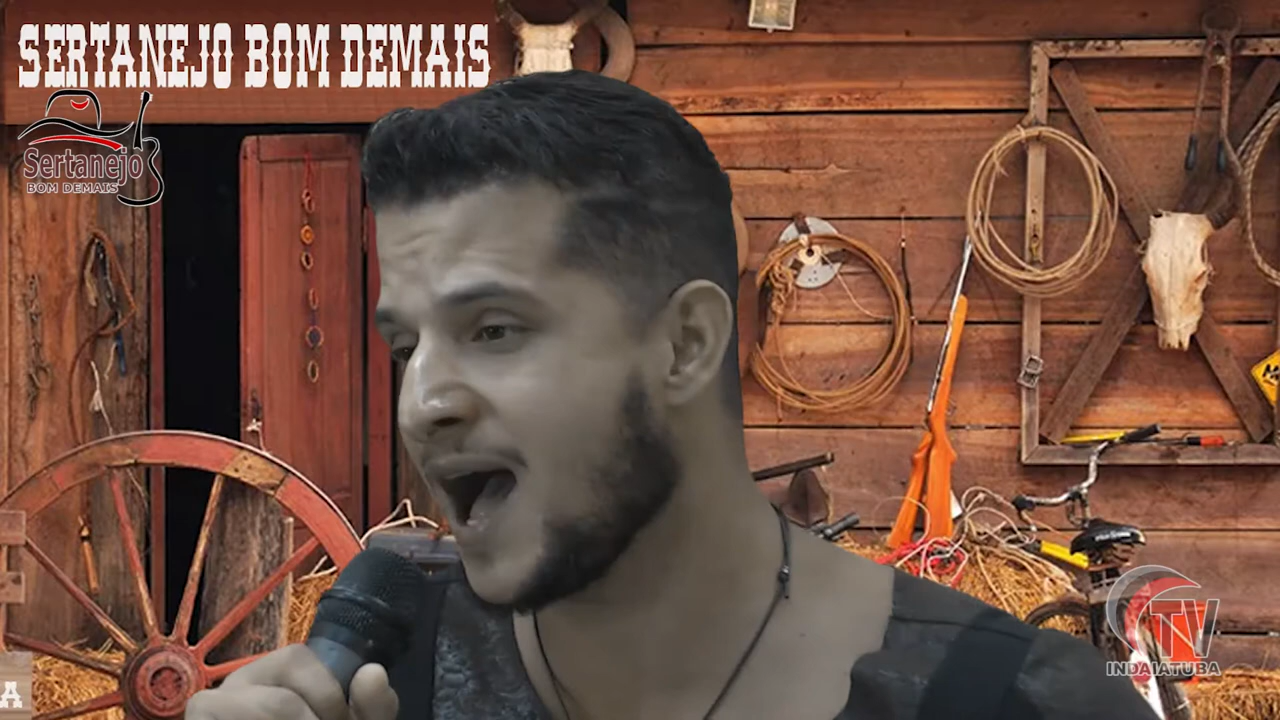 SERTANEJO BOM DEMAIS
Sertanejo
BOM DEMAIS
TV
INDAIATUBA
A